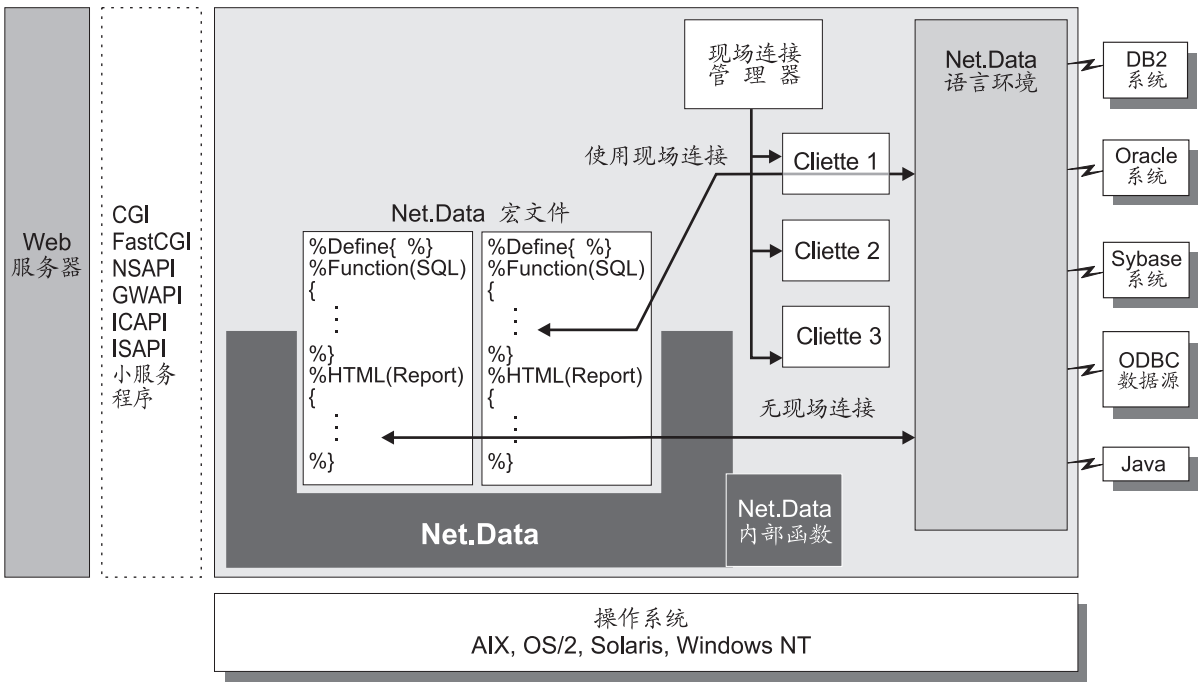 Web
服务器
CGI
FastCGI
NSAPI
GWAPI
ICAPI
ISAPI
小服务
程序
现场连接
管 理 器
使用现场连接
Cliette 1
Cliette 2
Cliette 3
Net.Data 宏文件
%Define{ %}
%Function(SQL)
{
⋮
%}
%HTML(Report)
{
⋮
%}
%Define{ %}
%Function(SQL)
{
⋮
%}
%HTML(Report)
{
⋮
%}
无现场连接
Net.Data
Net.Data
内部函数
Net.Data
语言环境
DB2
系统
Oracle
系统
Sybase
系统
ODBC
数据源
Java
操作系统
AIX, OS/2, Solaris, Windows NT